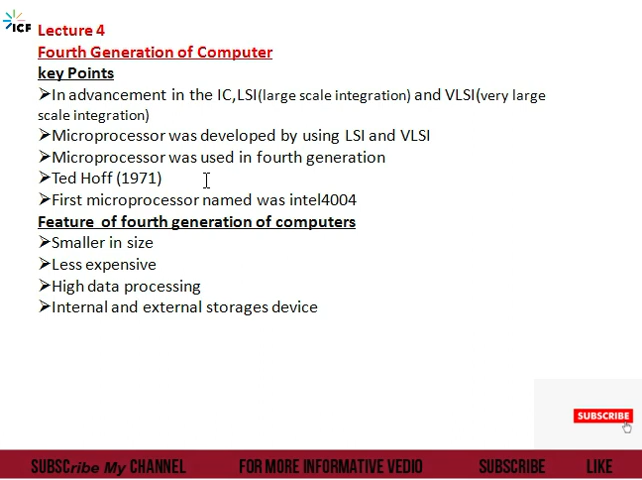 ICF
Lecture 4
Fourth Generation of Computer
key Points
➢In advancement in the IC,LSI(large scale integration) and VLSI(very large
scale integration)
➢Microprocessor was developed by using LSI and VLSI
➢Microprocessor was used in fourth generation
➢Ted Hoff (1971)
➢First microprocessor named was intel4004
Feature of fourth generation of computers
➢Smaller in size
➢Less expensive
➢High data processing
➢Internal and external storages device
SUBSCRIBE
SUBScribe My CHANNEL FOR MORE INFORMATIVE VEDIO SUBSCRIBE LIKE